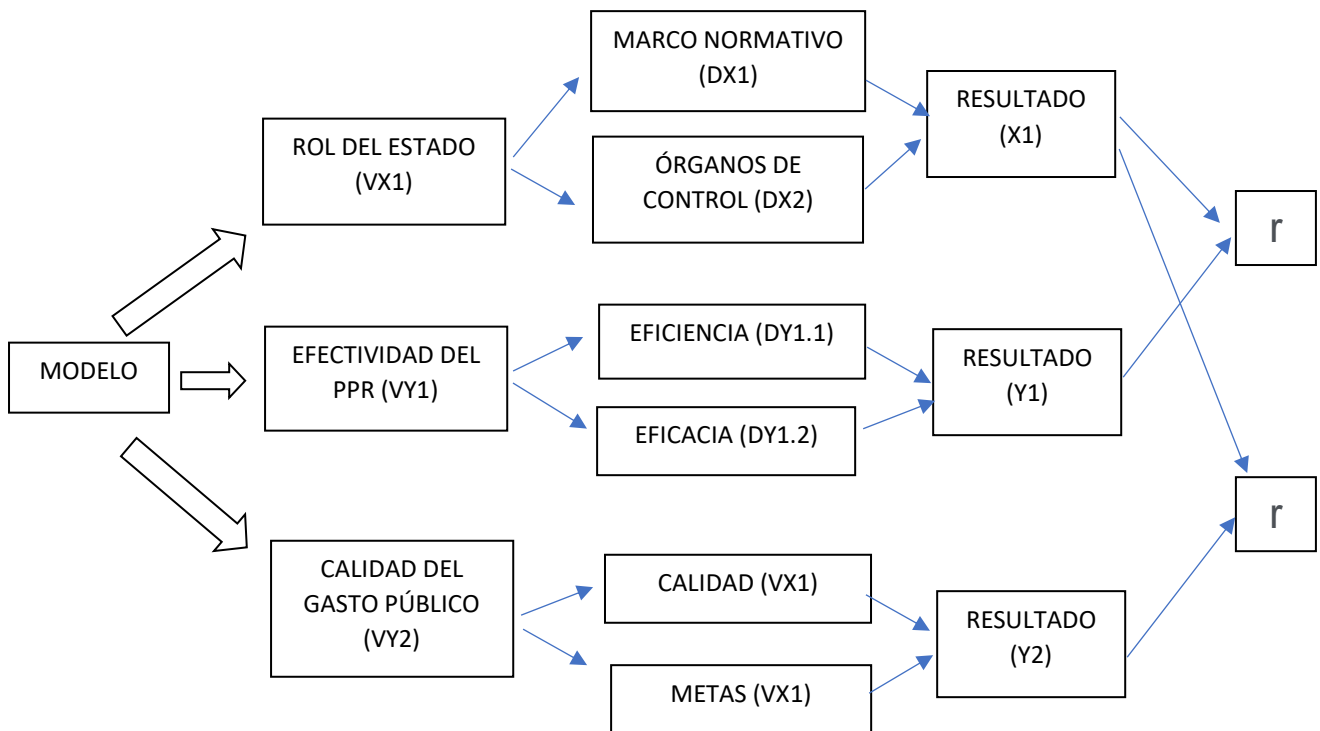 MARCO NORMATIVO
(DX1)
RESULTADO
(X1)
ROL DEL ESTADO
(VX1)
ÓRGANOS DE
CONTROL (DX2)
r
MODELO
EFECTIVIDAD DEL
PPR (VY1)
EFICIENCIA (DY1.1)
EFICACIA (DY1.2)
RESULTADO
(Y1)
r
CALIDAD DEL
GASTO PÚBLICO
(VY2)
CALIDAD (VX1)
METAS (VX1)
RESULTADO
(Y2)